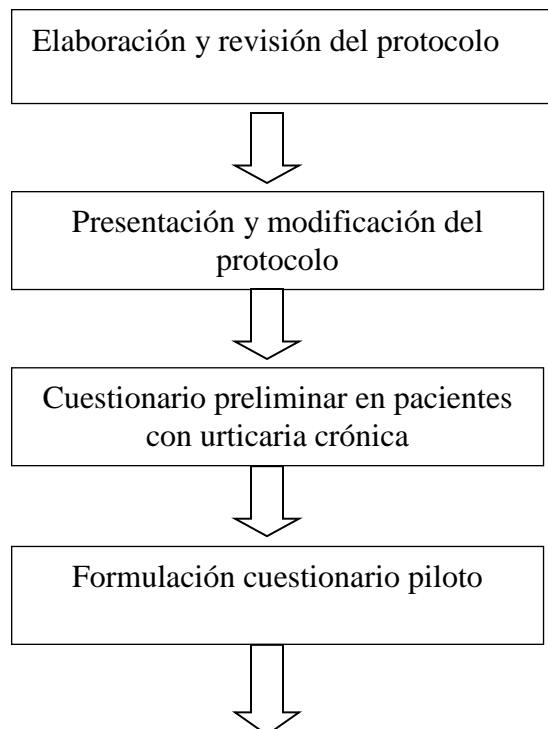 Elaboración y revisión del protocolo
Presentación y modificación del
protocolo
Cuestionario preliminar en pacientes
con urticaria crónica
Formulación cuestionario piloto